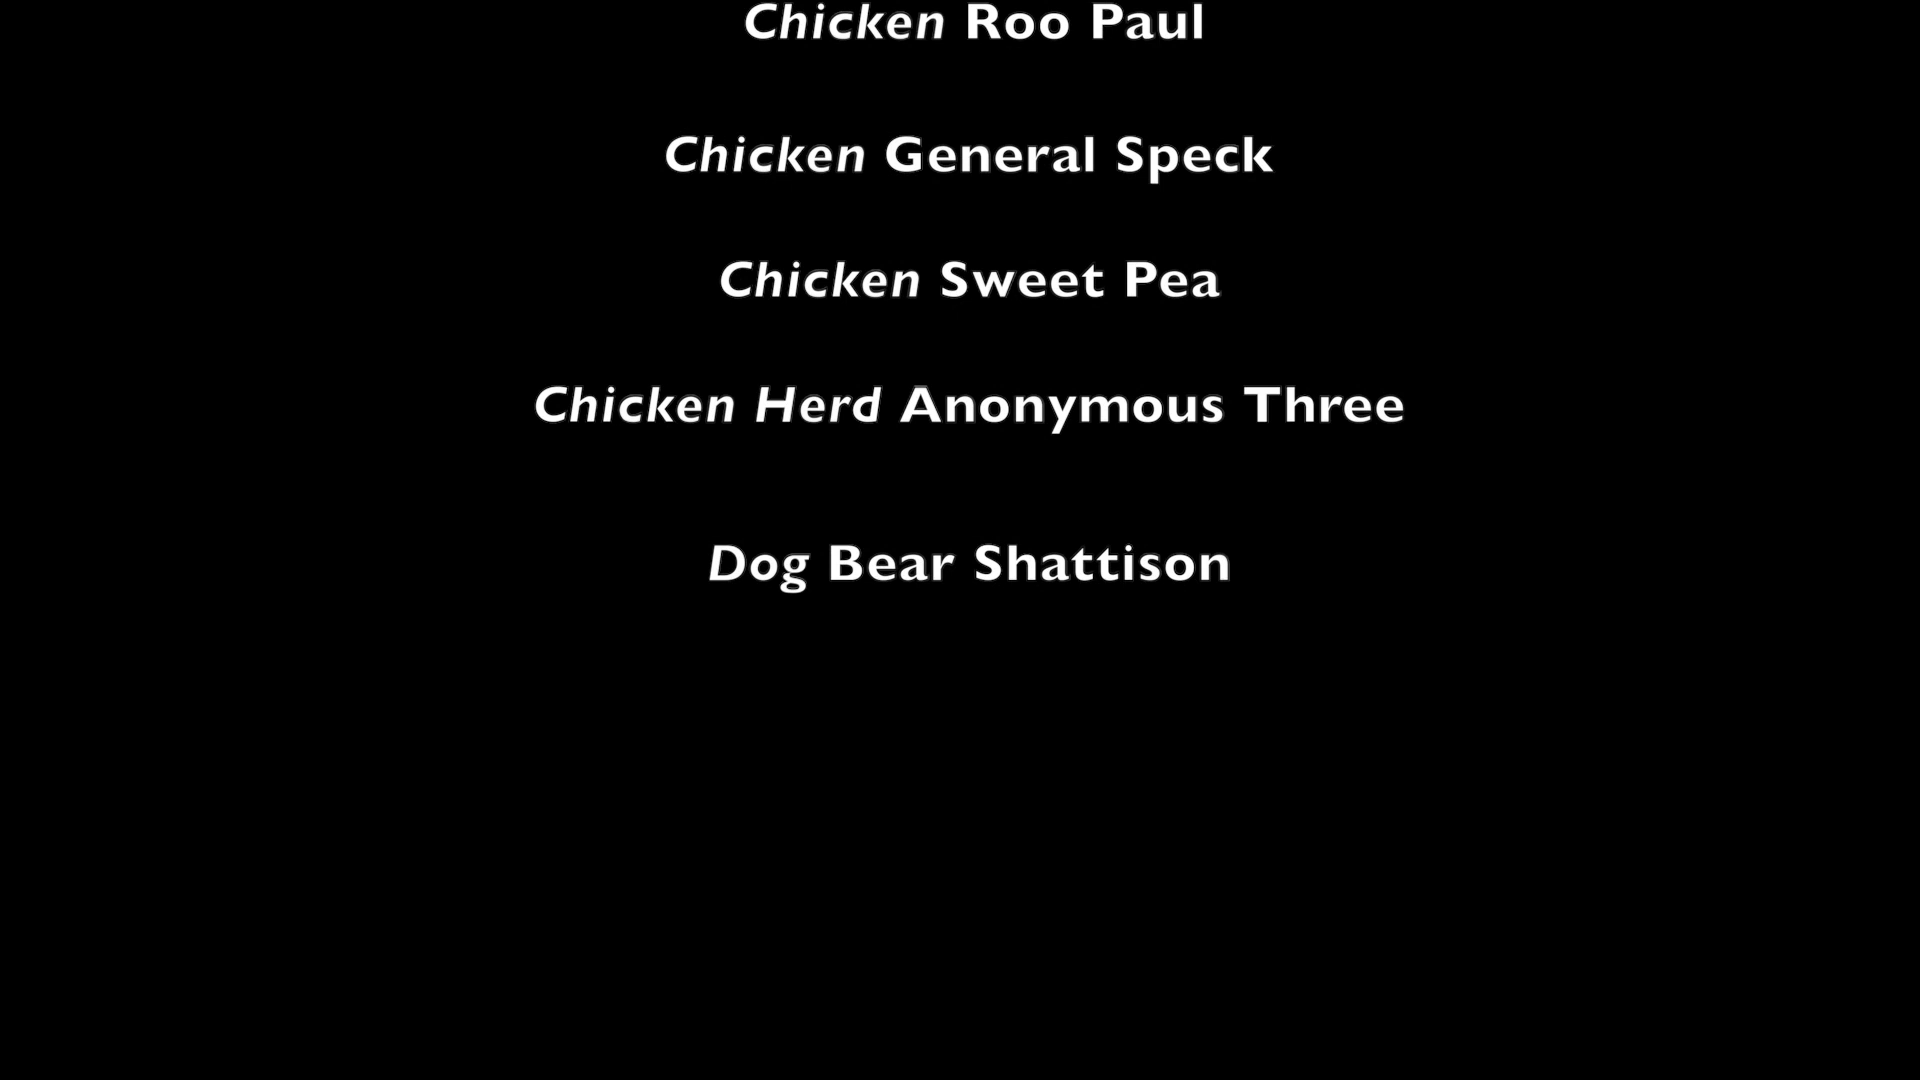 Chicken Roo Paul
Chicken General Speck
Chicken Sweet Pea
Chicken Herd Anonymous Three
Dog Bear Shattison